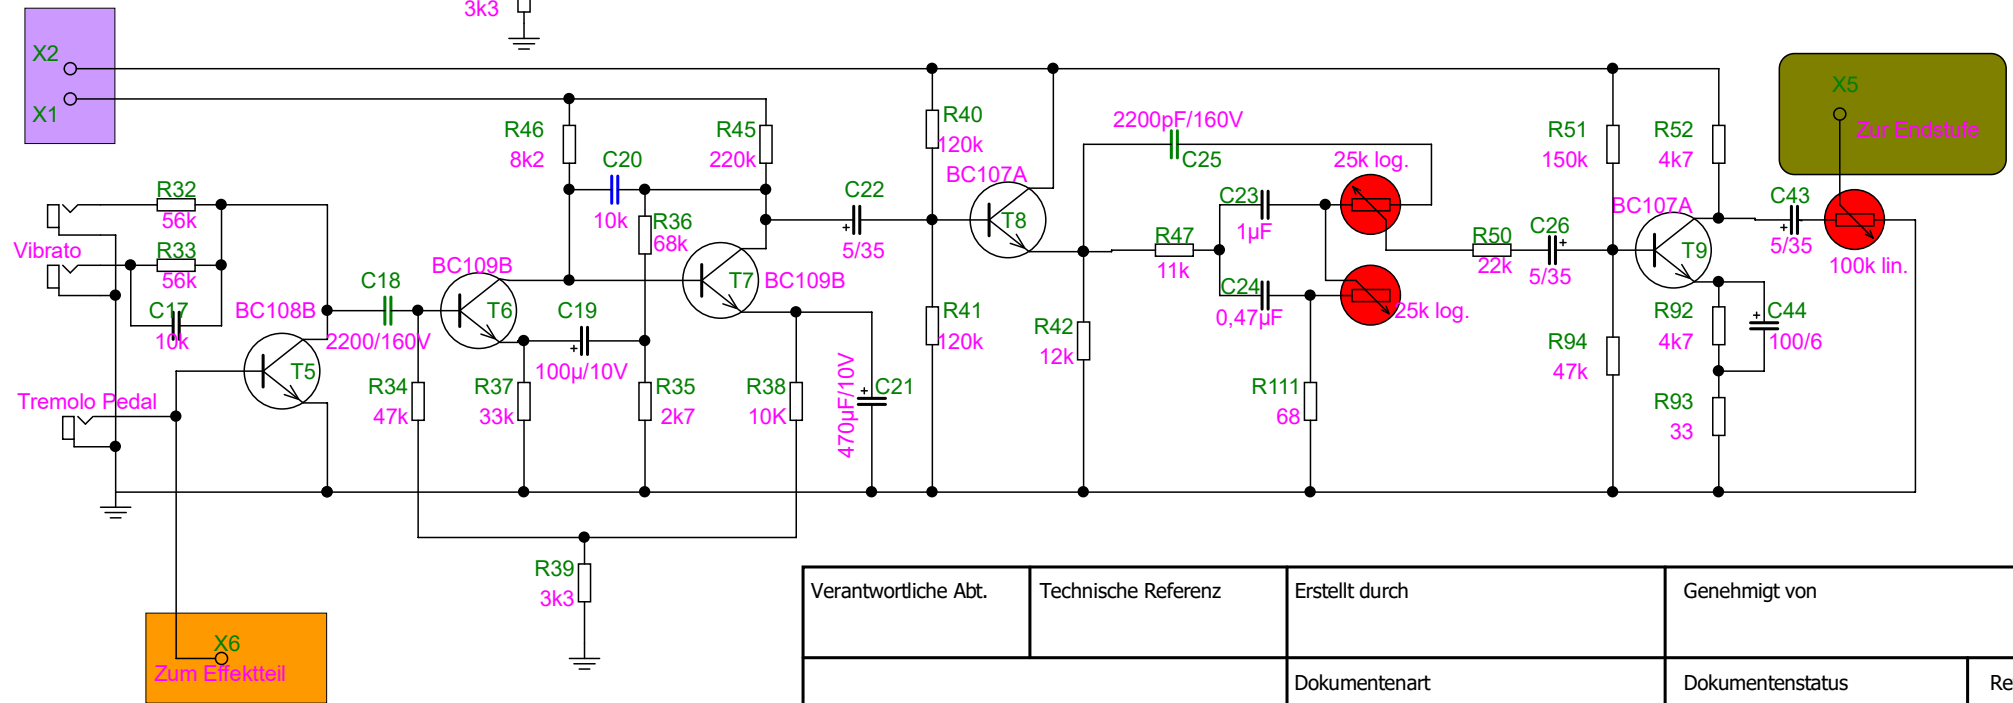 3k3
X2
X1
R46
8k2
R45
220k
C20
10k
R36
68k
C22
5/35
R40
120k
BC107A
T8
2200pF/160V
C25
25k log.
C23
1µF
R47
11k
C24
0,47µF
25k log.
R50
22k
C26
5/35
R51
150k
R52
4k7
BC107A
T9
C43
5/35
100k lin.
X5
Zur Endstufe
R32
56k
Vibrato
R33
56k
C17
10k
BC108B
T5
C18
2200/160V
BC109B
T6
C19
100µ/10V
T7
BC109B
R34
47k
R37
33k
R35
2k7
R38
10K
470µF/10V
C21
R41
120k
R42
12k
R111
68
R94
47k
R92
4k7
C44
100/6
R93
33
Tremolo Pedal
R39
3k3
X6
Zum Effektteil
Verantwortliche Abt.
Technische Referenz
Erstellt durch
Genehmigt von
Dokumentenart
Dokumentenstatus
Re